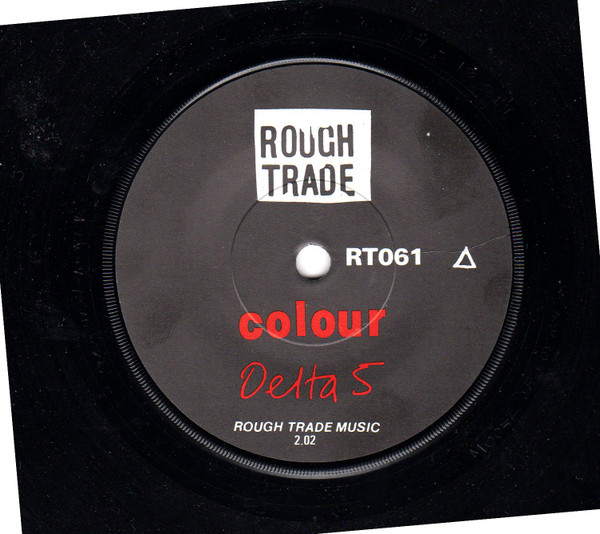 ROUGH
TRADE
RT061 △
colour
Delta 5
ROUGH TRADE MUSIC
2.02